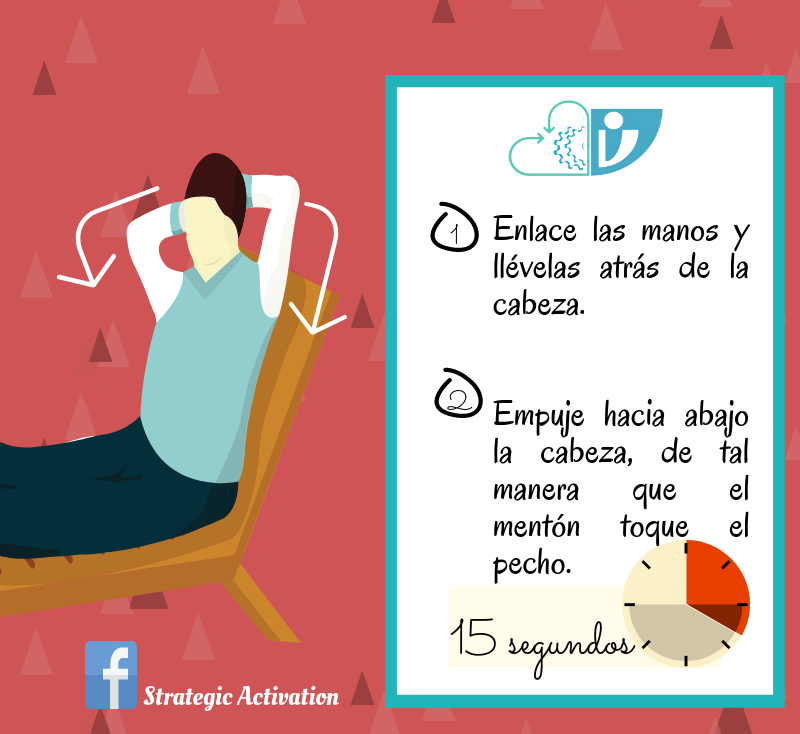 1
Enlace las manos y
llévelas atrás de la
cabeza.
2
Empuje hacia abajo
la cabeza, de tal
manera que el
mentón toque el
pecho.
15 segundos
f
Strategic Activation